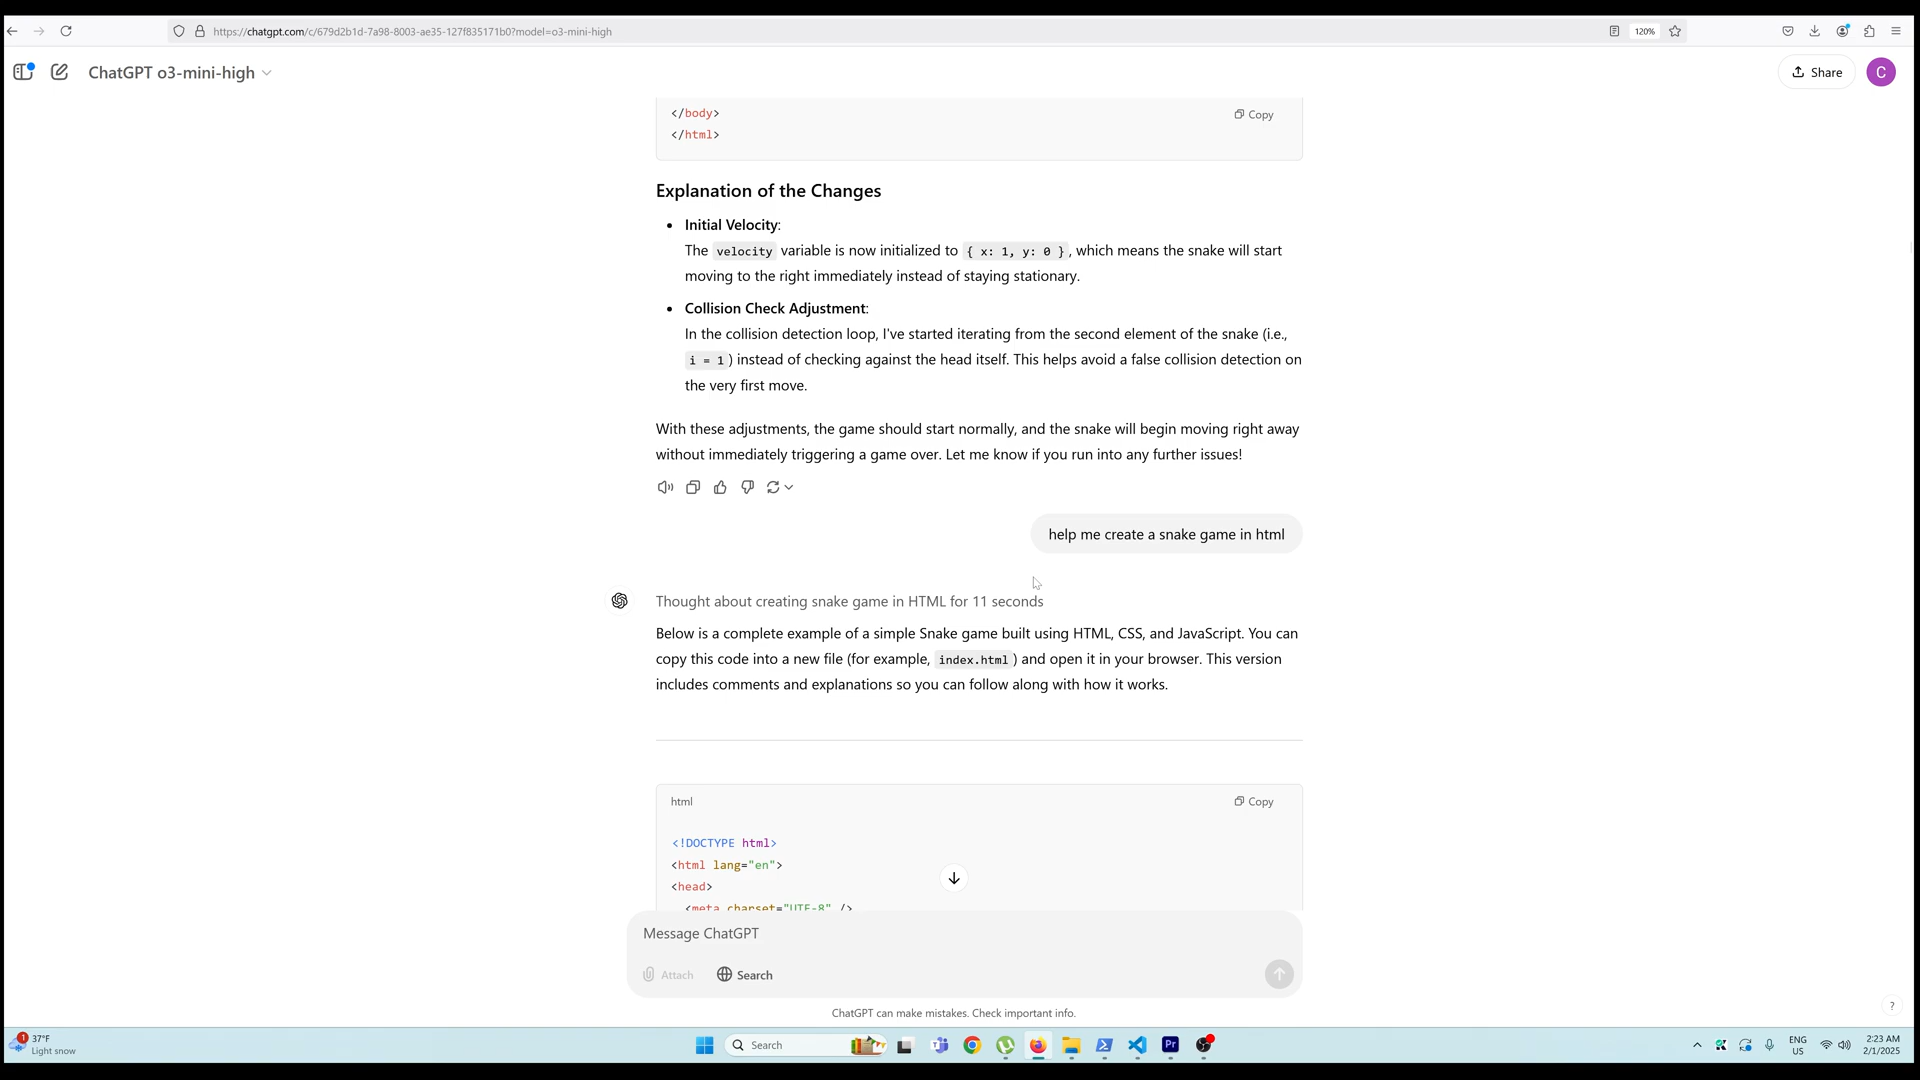 https://chatgpt.com/c/679d2b1d-7a98-8003-ae35-127f835171b0?model=o3-mini-high
120%
ChatGPT o3-mini-high
Share
C
</body>
Copy
</html>
Explanation of the Changes
• Initial Velocity:
The velocity variable is now initialized to { x: 1, y: 0 }, which means the snake will start
moving to the right immediately instead of staying stationary.
• Collision Check Adjustment:
In the collision detection loop, I've started iterating from the second element of the snake (i.e.,
i = 1) instead of checking against the head itself. This helps avoid a false collision detection on
the very first move.
With these adjustments, the game should start normally, and the snake will begin moving right away
without immediately triggering a game over. Let me know if you run into any further issues!
help me create a snake game in html
Thought about creating snake game in HTML for 11 seconds
Below is a complete example of a simple Snake game built using HTML, CSS, and JavaScript. You can
copy this code into a new file (for example, index.html) and open it in your browser. This version
includes comments and explanations so you can follow along with how it works.
html
Copy
<!DOCTYPE html>
<html lang="en">
<head>
<meta charset="UTF-8" />
Message ChatGPT
Attach
Search
ChatGPT can make mistakes. Check important info.
?
1
37°F
Light snow
Search
Pr
ENG
US
2:23 AM
2/1/2025